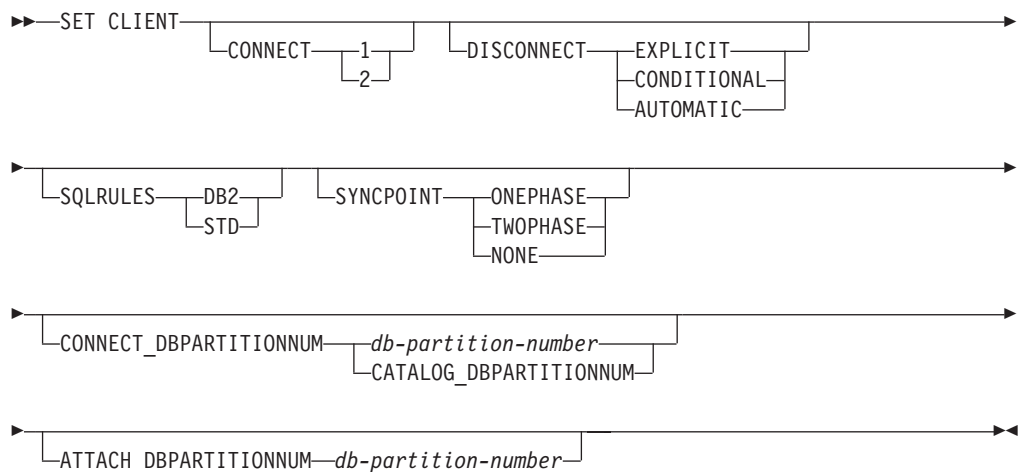 SET CLIENT
CONNECT 1
2
DISCONNECT EXPLICIT
CONDITIONAL
AUTOMATIC
SQLRULES DB2
STD
SYNCPOINT ONEPHASE
TWOPHASE
NONE
CONNECT_DBPARTITIONNUM db-partition-number
CATALOG_DBPARTITIONNUM
ATTACH_DBPARTITIONNUM db-partition-number